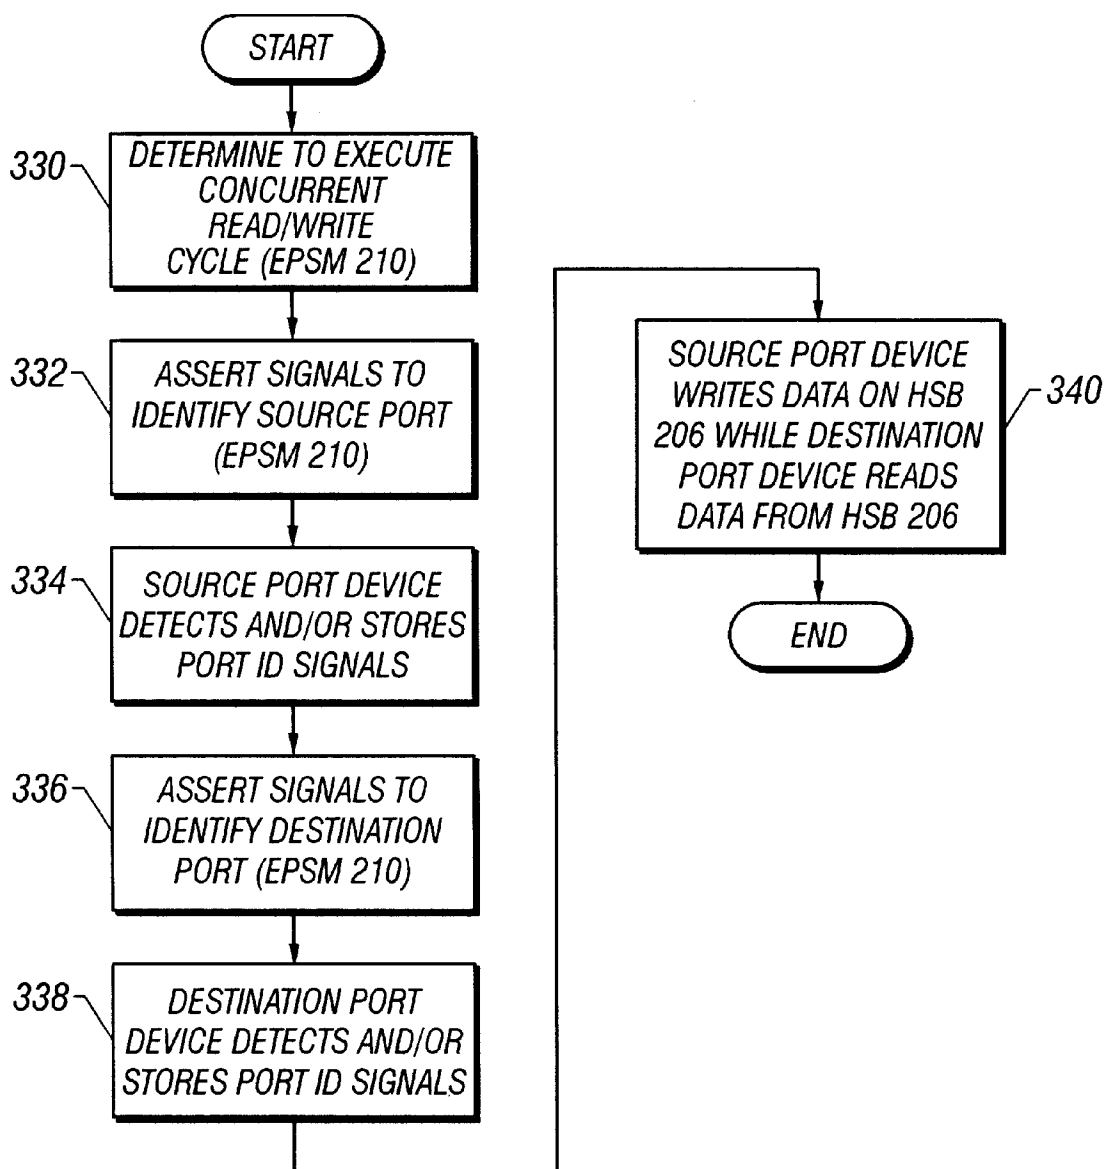 START
330
DETERMINE TO EXECUTE
CONCURRENT
READ/WRITE
CYCLE (EPSM 210)
332
ASSERT SIGNALS TO
IDENTIFY SOURCE PORT
(EPSM 210)
334
SOURCE PORT DEVICE
DETECTS AND/OR STORES
PORT ID SIGNALS
336
ASSERT SIGNALS TO
IDENTIFY DESTINATION
PORT (EPSM 210)
338
DESTINATION PORT
DEVICE DETECTS AND/OR
STORES PORT ID SIGNALS
SOURCE PORT DEVICE
WRITES DATA ON HSB
206 WHILE DESTINATION
PORT DEVICE READS
DATA FROM HSB 206
340
END